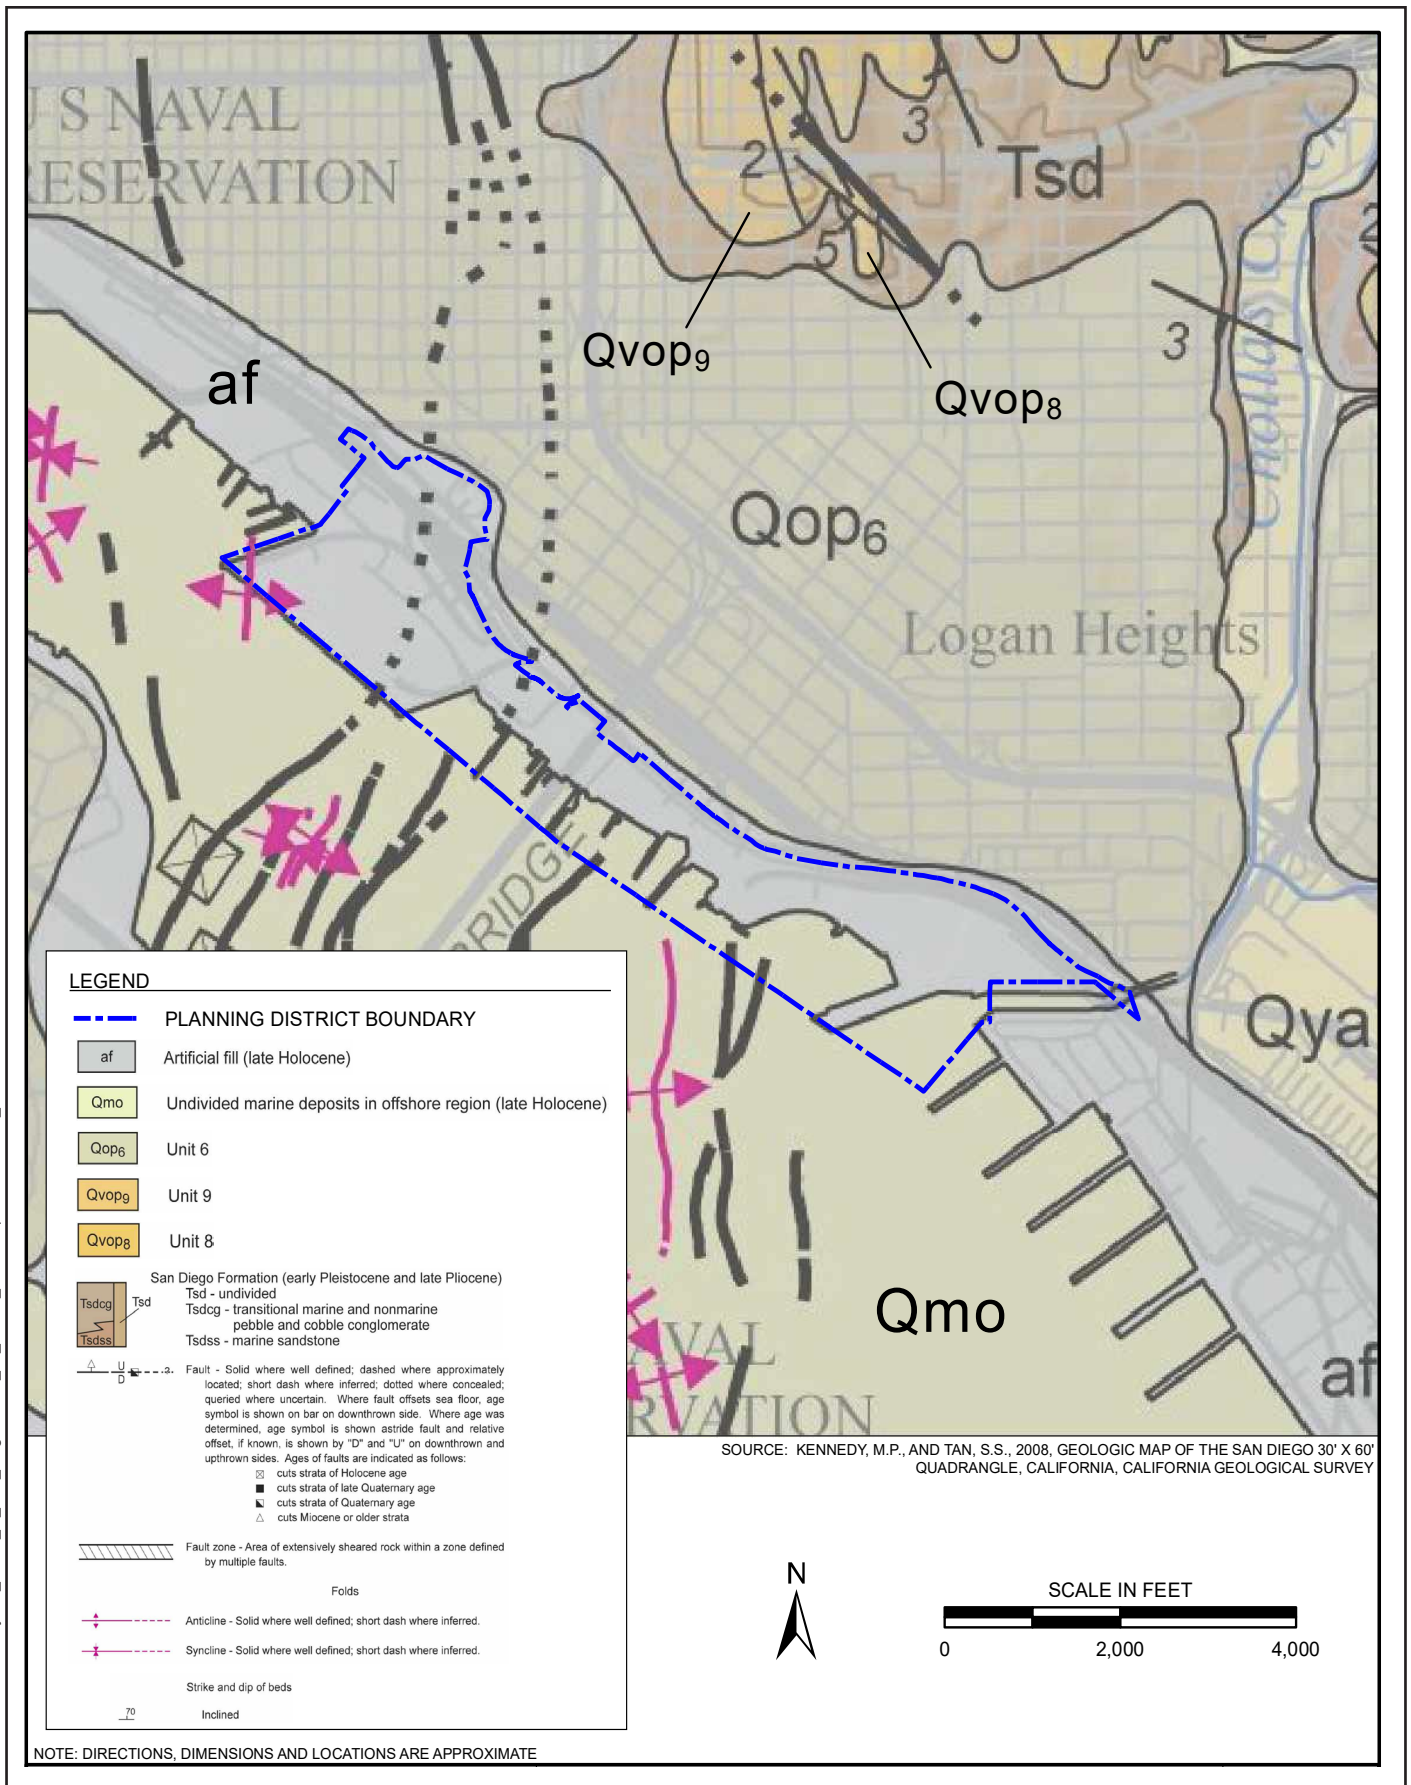 U S NAVAL
RESERVATION
2
3
Tsd
5
Qvop9
Qvop8
3
Chollas Creek
af
Qop6
Logan Heights
BRIDGE
Qya
Qmo
af
NAVAL
RVATION
LEGEND
PLANNING DISTRICT BOUNDARY
af Artificial fill (late Holocene)
Qmo Undivided marine deposits in offshore region (late Holocene)
Qop6 Unit 6
Qvop9 Unit 9
Qvop8 Unit 8
San Diego Formation (early Pleistocene and late Pliocene)
Tsdcg Tsd Tsd - undivided
Tsdcg - transitional marine and nonmarine
pebble and cobble conglomerate
Tsdss Tsdss - marine sandstone
U
D
Fault - Solid where well defined; dashed where approximately
located; short dash where inferred; dotted where concealed;
queried where uncertain. Where fault offsets sea floor, age
symbol is shown on bar on downthrown side. Where age was
determined, age symbol is shown astride fault and relative
offset, if known, is shown by "D" and "U" on downthrown and
upthrown sides. Ages of faults are indicated as follows:
cuts strata of Holocene age
cuts strata of late Quaternary age
cuts strata of Quaternary age
cuts Miocene or older strata
Fault zone - Area of extensively sheared rock within a zone defined
by multiple faults.
Folds
Anticline - Solid where well defined; short dash where inferred.
Syncline - Solid where well defined; short dash where inferred.
Strike and dip of beds
70 Inclined
SOURCE: KENNEDY, M.P., AND TAN, S.S., 2008, GEOLOGIC MAP OF THE SAN DIEGO 30' X 60'
QUADRANGLE, CALIFORNIA, CALIFORNIA GEOLOGICAL SURVEY
N
SCALE IN FEET
0 2,000 4,000
NOTE: DIRECTIONS, DIMENSIONS AND LOCATIONS ARE APPROXIMATE